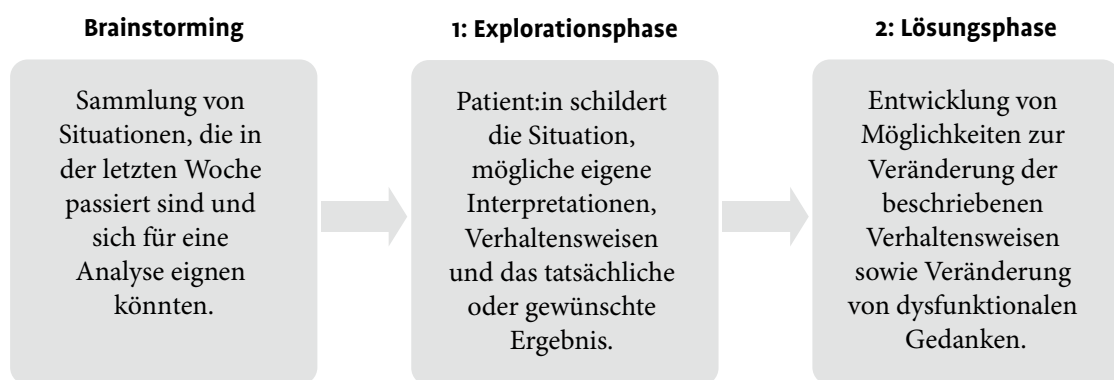 Brainstorming
Sammlung von
Situationen, die in
der letzten Woche
passiert sind und
sich für eine
Analyse eignen
könnten.
1: Explorationsphase
Patient:in schildert
die Situation,
mögliche eigene
Interpretationen,
Verhaltensweisen
und das tatsächliche
oder gewünschte
Ergebnis.
2: Lösungsphase
Entwicklung von
Möglichkeiten zur
Veränderung der
beschriebenen
Verhaltensweisen
sowie Veränderung
von dysfunktionalen
Gedanken.